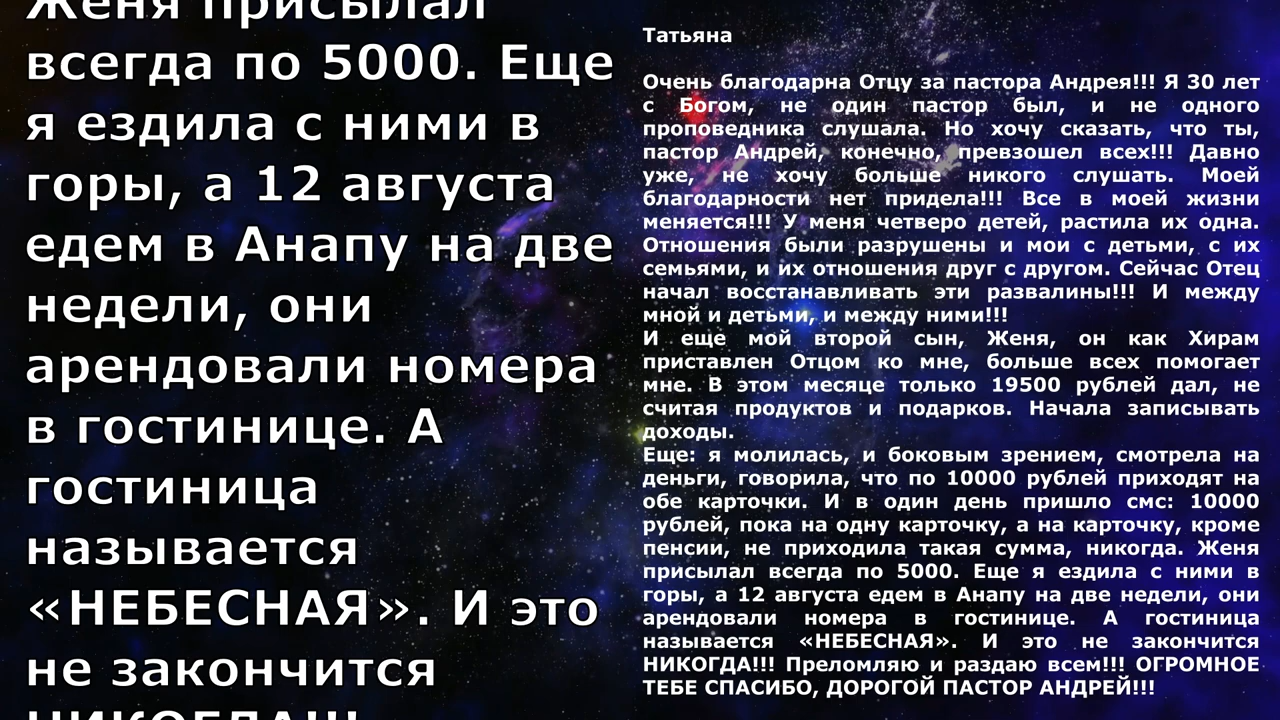 Женя присылал
всегда по 5000. Еще
я ездила с ними в
горы, а 12 августа
едем в Анапу на две
недели, они
арендовали номера
в гостинице. А
гостиница
называется
«НЕБЕСНАЯ». И это
не закончится
НИКОГДА!!!
Татьяна
Очень благодарна Отцу за пастора Андрея!!! Я 30 лет
с Богом, не один пастор был, и не одного
проповедника слушала. Но хочу сказать, что ты,
пастор Андрей, конечно, превзошел всех!!! Давно
уже, не хочу больше никого слушать. Моей
благодарности нет придела!!! Все в моей жизни
меняется!!! У меня четверо детей, растила их одна.
Отношения были разрушены и мои с детьми, с их
семьями, и их отношения друг с другом. Сейчас Отец
начал восстанавливать эти развалины!!! И между
мной и детьми, и между ними!!!
И еще мой второй сын, Женя, он как Хирам
приставлен Отцом ко мне, больше всех помогает
мне. В этом месяце только 19500 рублей дал, не
считая продуктов и подарков. Начала записывать
доходы.
Еще: я молилась, и боковым зрением, смотрела на
деньги, говорила, что по 10000 рублей приходят на
обе карточки. И в один день пришло смс: 10000
рублей, пока на одну карточку, а на карточку, кроме
пенсии, не приходила такая сумма, никогда. Женя
присылал всегда по 5000. Еще я ездила с ними в
горы, а 12 августа едем в Анапу на две недели, они
арендовали номера в гостинице. А гостиница
называется «НЕБЕСНАЯ». И это не закончится
НИКОГДА!!! Преломляю и раздаю всем!!! ОГРОМНОЕ
ТЕБЕ СПАСИБО, ДОРОГОЙ ПАСТОР АНДРЕЙ!!!